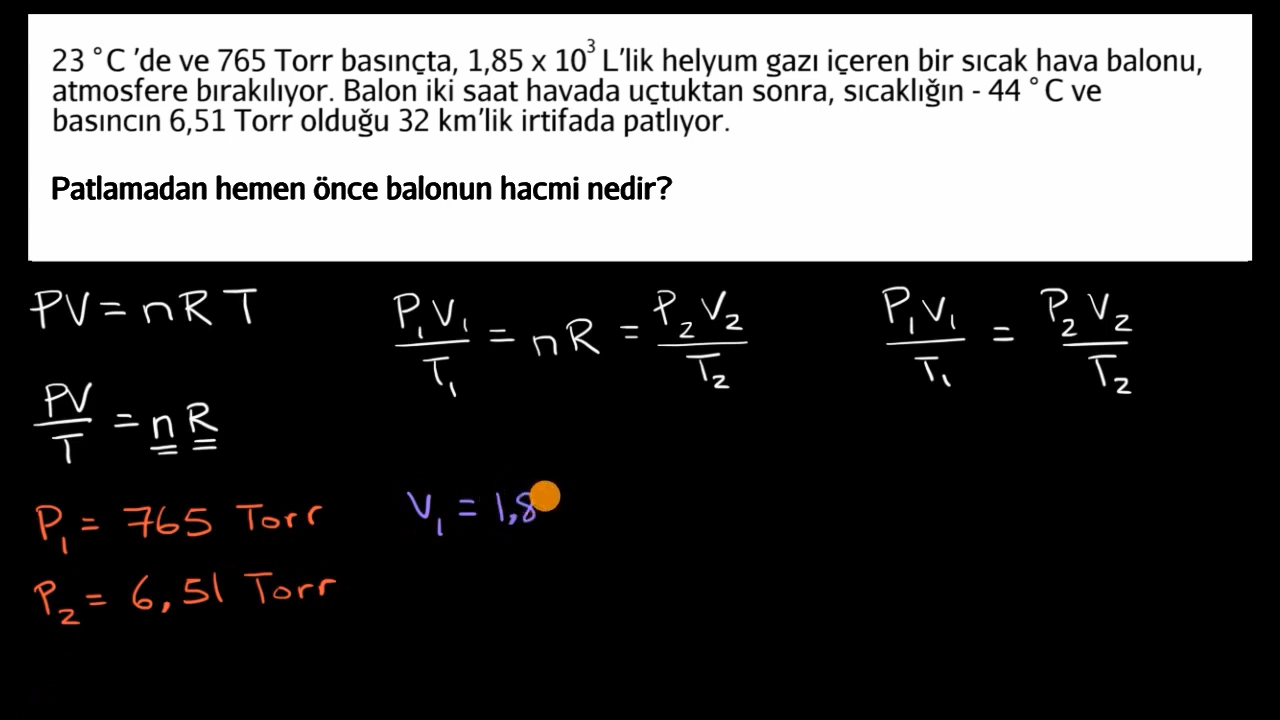 23 °C 'de ve 765 Torr basınçta, 1,85 x 10³ L'lik helyum gazı içeren bir sıcak hava balonu,
atmosfere bırakılıyor. Balon iki saat havada uçtuktan sonra, sıcaklığın - 44 °C ve
basıncın 6,51 Torr olduğu 32 km'lik irtifada patlıyor.
Patlamadan hemen önce balonun hacmi nedir?
PV = nRT
P₁V₁/T₁ = nR = P₂V₂/T₂
P₁V₁/T₁ = P₂V₂/T₂
PV/T = nR
P₁ = 765 Torr
V₁ = 1,8
P₂ = 6,51 Torr